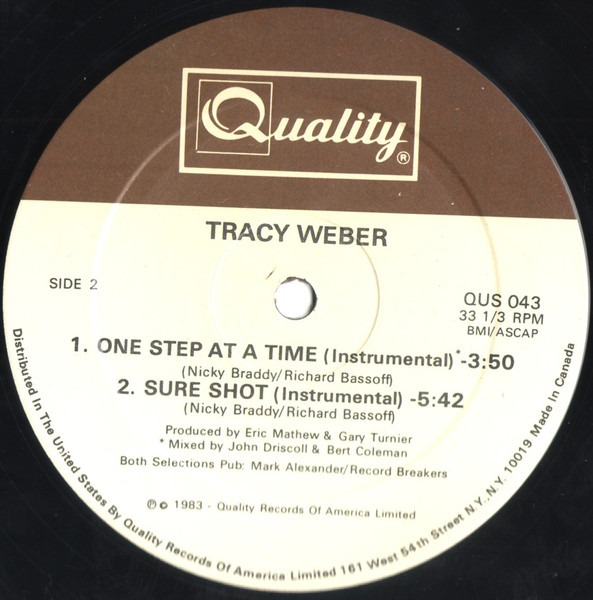 Quality®
TRACY WEBER
SIDE 2
QUS 043
33 1/3 RPM
BMI/ASCAP
1. ONE STEP AT A TIME (Instrumental)*-3:50
(Nicky Braddy/Richard Bassoff)
2. SURE SHOT (Instrumental) -5:42
(Nicky Braddy/Richard Bassoff)
Produced by Eric Mathew & Gary Turnier
* Mixed by John Driscoll & Bert Coleman
Both Selections Pub: Mark Alexander/Record Breakers
℗© 1983 - Quality Records Of America Limited
Distributed In The United States By Quality Records Of America Limited 161 West 54th Street N.Y., N.Y. 10019 Made In Canada